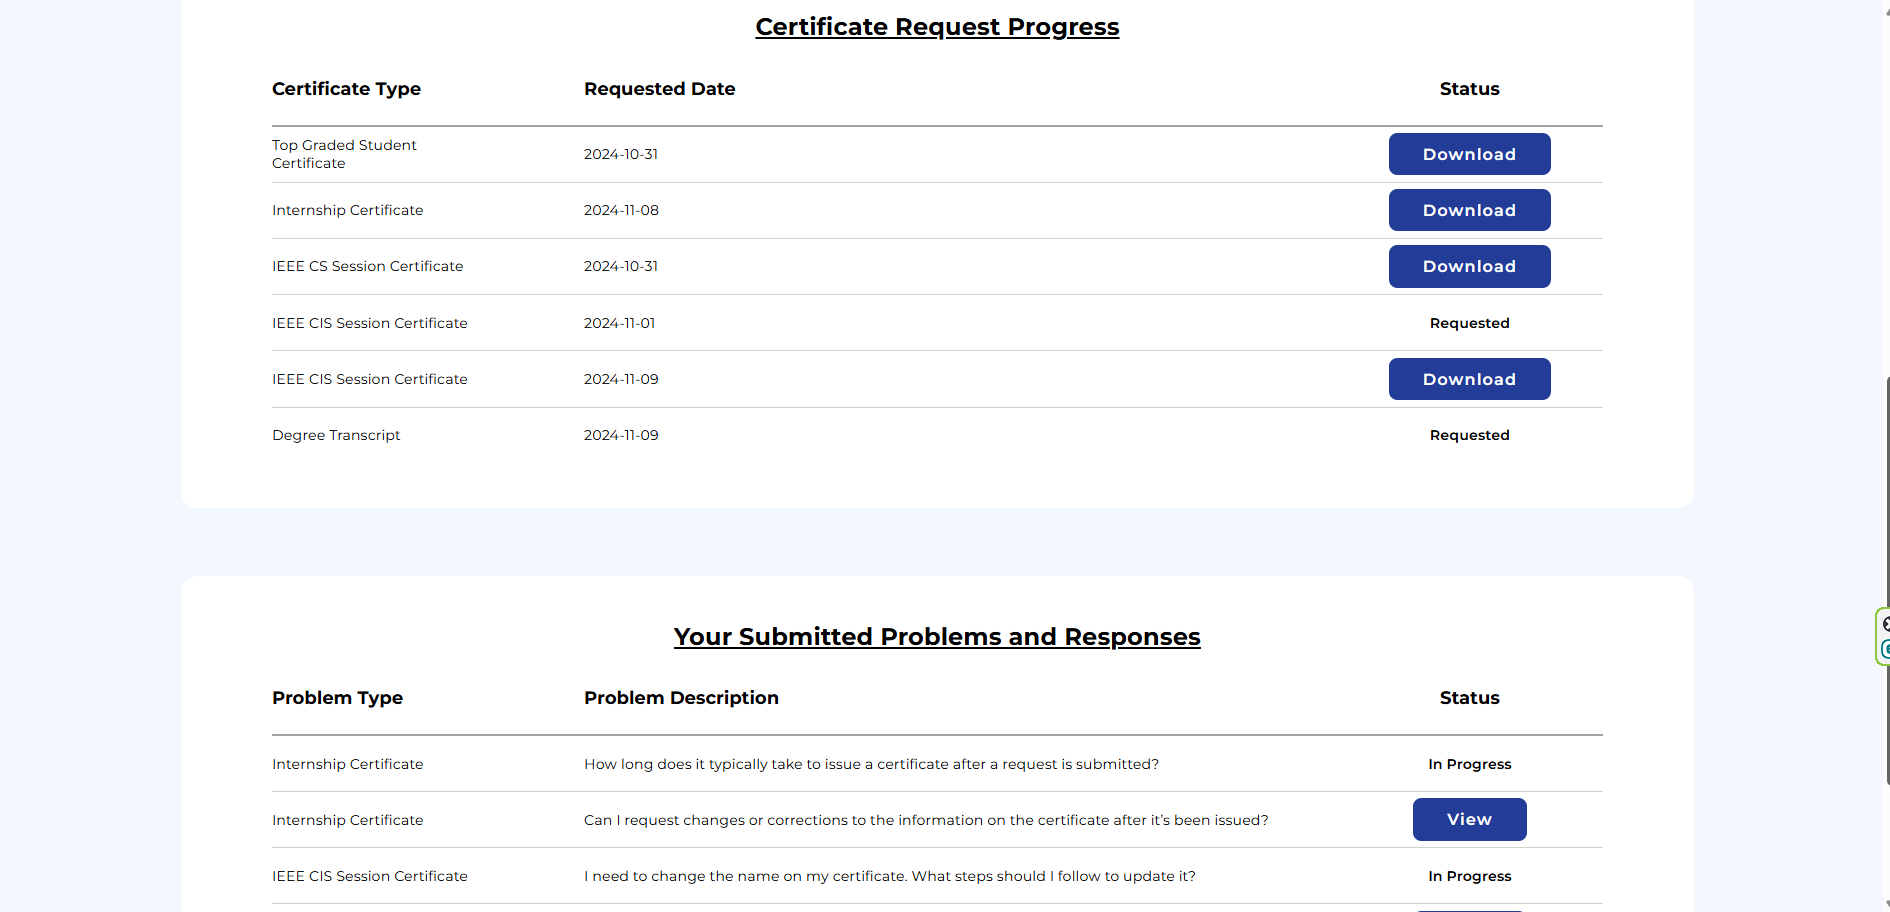 Certificate Request Progress
Certificate Type Requested Date Status
Top Graded Student
Certificate
2024-10-31 Download
Internship Certificate 2024-11-08 Download
IEEE CS Session Certificate 2024-10-31 Download
IEEE CIS Session Certificate 2024-11-01 Requested
IEEE CIS Session Certificate 2024-11-09 Download
Degree Transcript 2024-11-09 Requested
Your Submitted Problems and Responses
Problem Type Problem Description Status
Internship Certificate How long does it typically take to issue a certificate after a request is submitted? In Progress
Internship Certificate Can I request changes or corrections to the information on the certificate after it’s been issued? View
IEEE CIS Session Certificate I need to change the name on my certificate. What steps should I follow to update it? In Progress